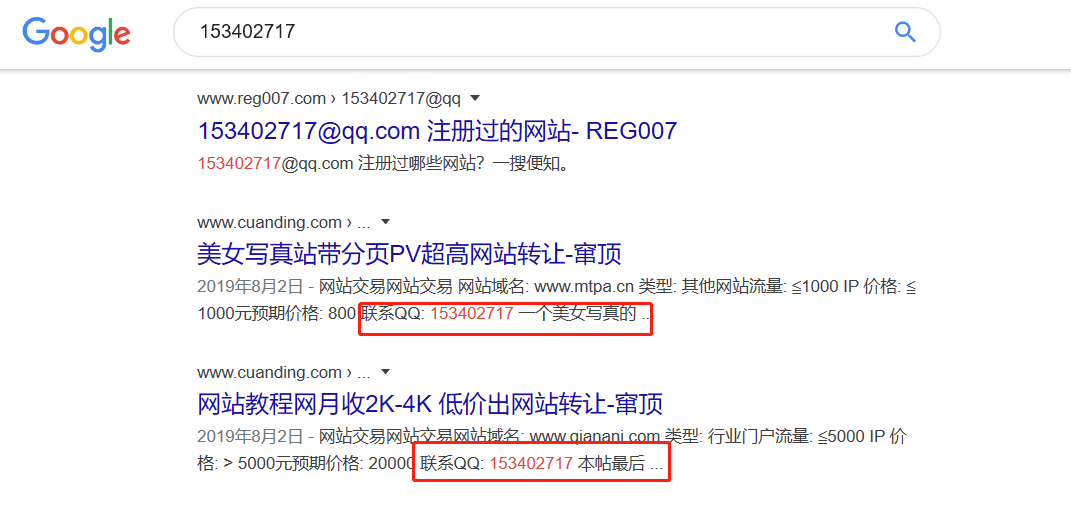 Google
153402717
www.reg007.com › 153402717@qq
153402717@qq.com 注册过的网站- REG007
153402717@qq.com 注册过哪些网站？一搜便知。
www.cuanding.com › ...
美女写真站带分页PV超高网站转让-窜顶
2019年8月2日 - 网站交易网站交易 网站域名: www.mtpa.cn 类型: 其他网站流量: ≦1000 IP 价格: ≦
1000元预期价格: 800 联系QQ: 153402717 一个美女写真的 ...
www.cuanding.com › ...
网站教程网月收2K-4K 低价出网站转让-窜顶
2019年8月2日 - 网站交易网站交易网站域名: www.qianani.com 类型: 行业门户流量: ≦5000 IP 价
格: > 5000元预期价格: 20000 联系QQ: 153402717 本帖最后 ...